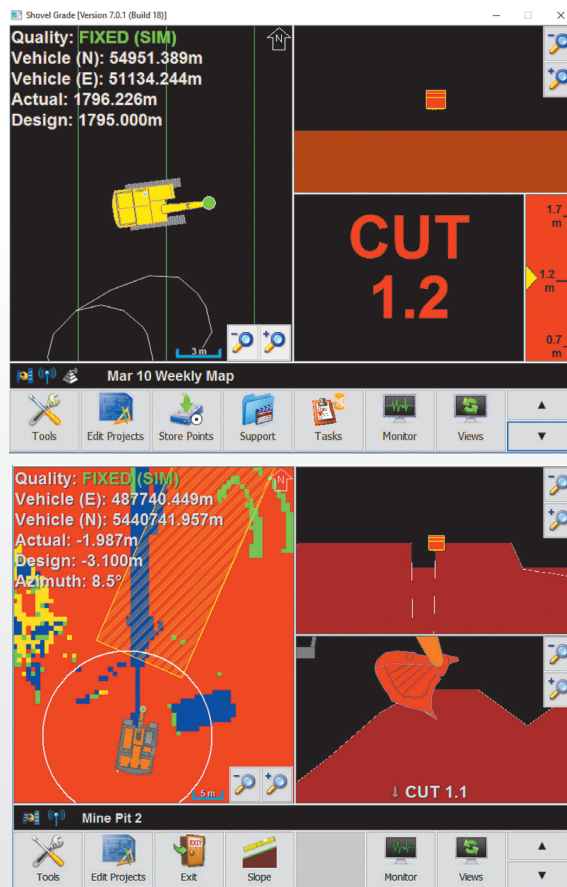 Shovel Grade [Version 7.0.1 (Build 18)]
Quality: FIXED (SIM)
Vehicle (N): 54951.389m
Vehicle (E): 51134.244m
Actual: 1796.226m
Design: 1795.000m
N
3 m
CUT
1.2
1.7
m
1.2
m
0.7
m
Mar 10 Weekly Map
Tools
Edit Projects
Store Points
Support
Tasks
Monitor
Views
Quality: FIXED (SIM)
Vehicle (E): 487740.449m
Vehicle (N): 5440741.957m
Actual: -1.987m
Design: -3.100m
Azimuth: 8.5°
N
5 m
↓ CUT 1.1
Mine Pit 2
Tools
Edit Projects
EXIT
Exit
Slope
Monitor
Views